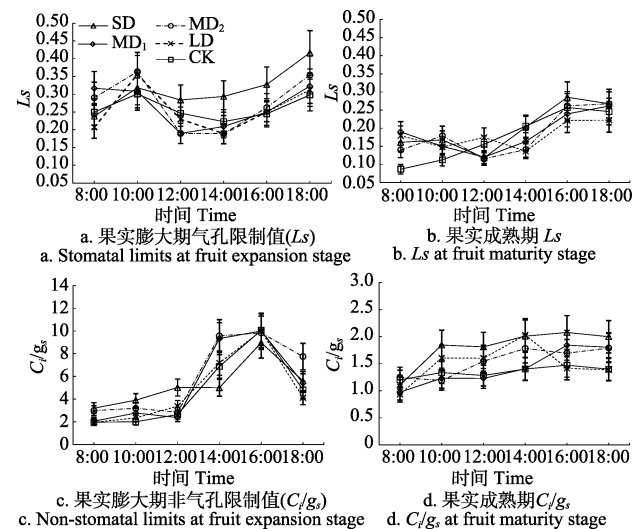 SD MD2
MD1 LD
CK
Ls
0.50
0.45
0.40
0.35
0.30
0.25
0.20
0.15
0.10
0.05
8:00 10:00 12:00 14:00 16:00 18:00
时间 Time
a. 果实膨大期气孔限制值(Ls)
a. Stomatal limits at fruit expansion stage
Ls
0.50
0.45
0.40
0.35
0.30
0.25
0.20
0.15
0.10
0.05
8:00 10:00 12:00 14:00 16:00 18:00
时间 Time
b. 果实成熟期 Ls
b. Ls at fruit maturity stage
Ci/gs
14
12
10
8
6
4
2
0
8:00 10:00 12:00 14:00 16:00 18:00
时间 Time
c. 果实膨大期非气孔限制值(Ci/gs)
c. Non-stomatal limits at fruit expansion stage
Ci/gs
3.0
2.5
2.0
1.5
1.0
0.5
0.0
8:00 10:00 12:00 14:00 16:00 18:00
时间 Time
d. 果实成熟期Ci/gs
d. Ci/gs at fruit maturity stage